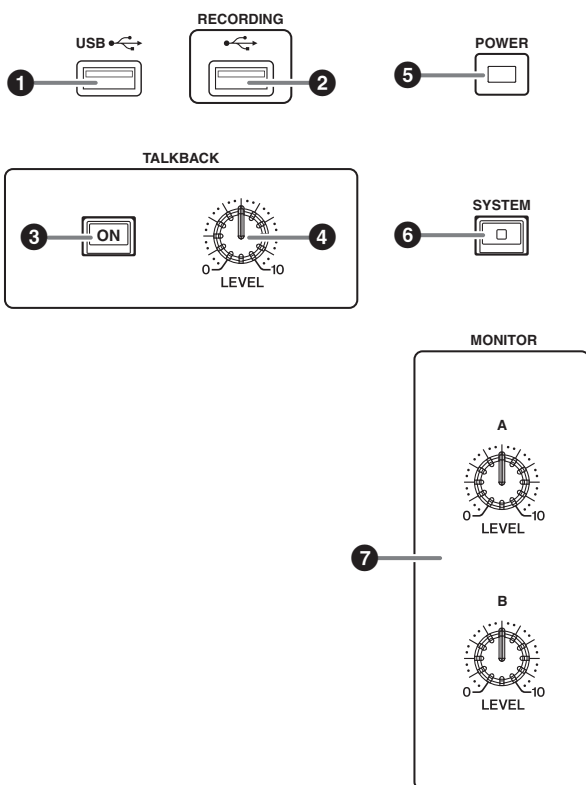 RECORDING
USB
POWER
1
2
5
TALKBACK
SYSTEM
3
ON
4
6
0
10
LEVEL
MONITOR
A
0
10
LEVEL
7
B
0
10
LEVEL